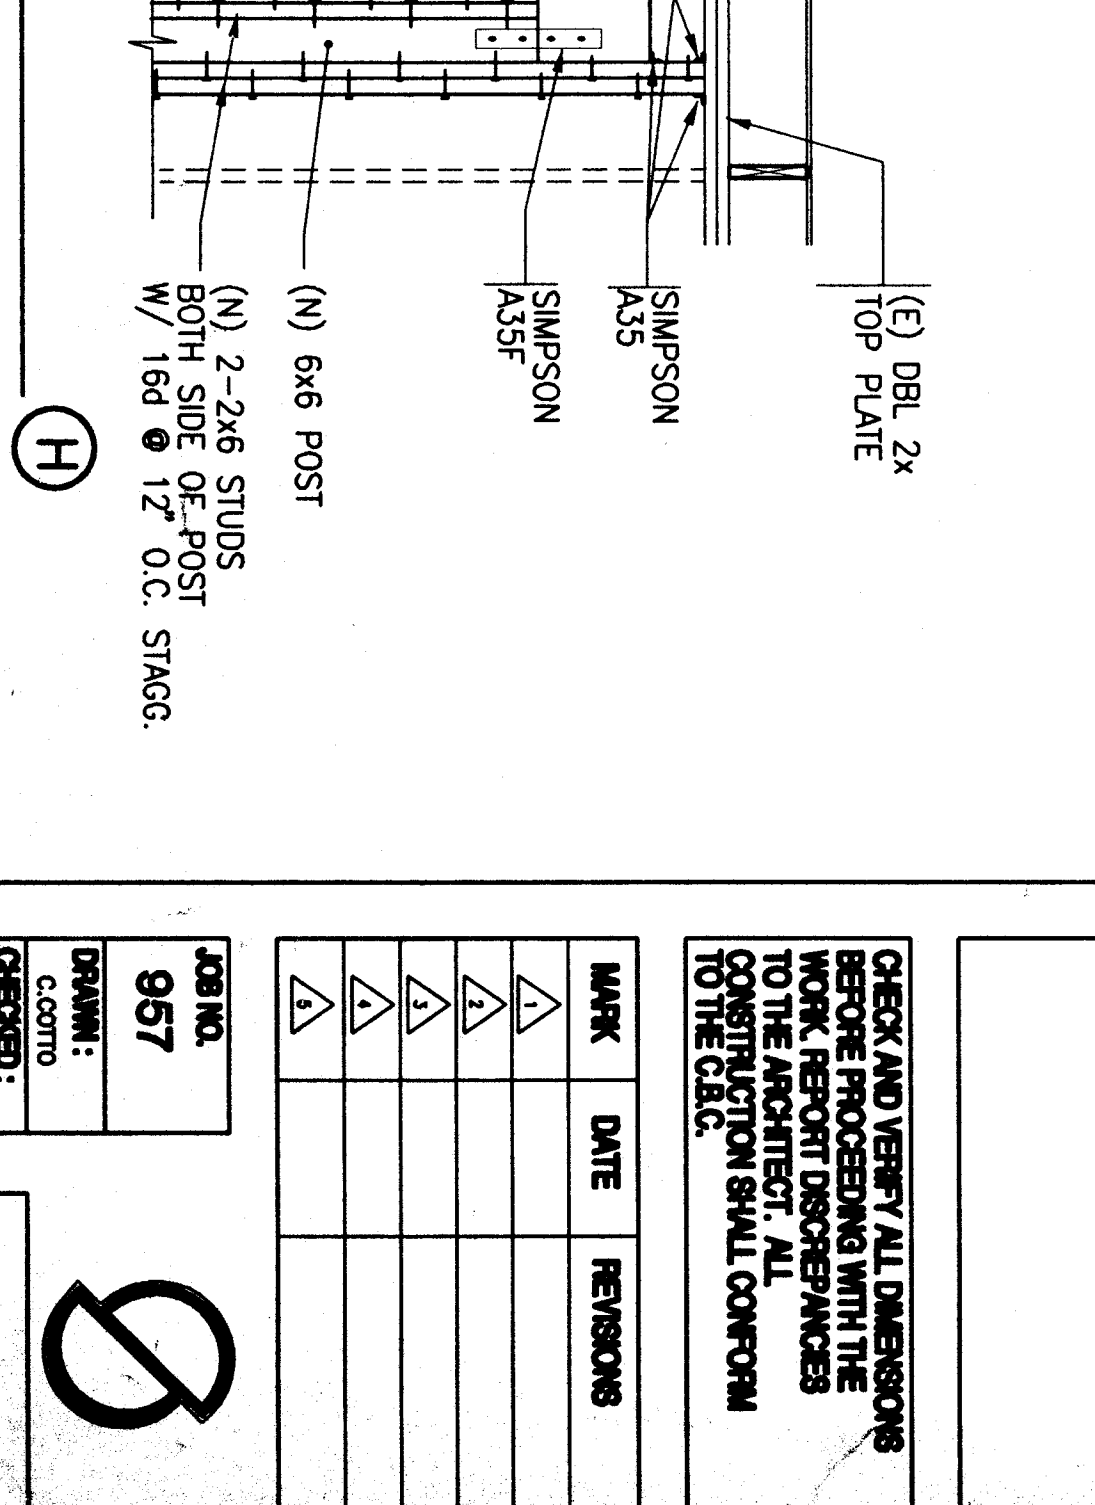 (E) DBL 2x
TOP PLATE
SIMPSON
A35
SIMPSON
A35F
(N) 6x6 POST
(N) 2-2x6 STUDS
BOTH SIDE OF POST
W/ 16d @ 12" O.C. STAGG.
H
CHECK AND VERIFY ALL DIMENSIONS
BEFORE PROCEEDING WITH THE
WORK. REPORT DISCREPANCIES
TO THE ARCHITECT. ALL
CONSTRUCTION SHALL CONFORM
TO THE C.B.C.
MARK DATE REVISIONS
1
2
3
4
5
JOB NO.
957
DRAWN :
C.COTTO
CHECKED :